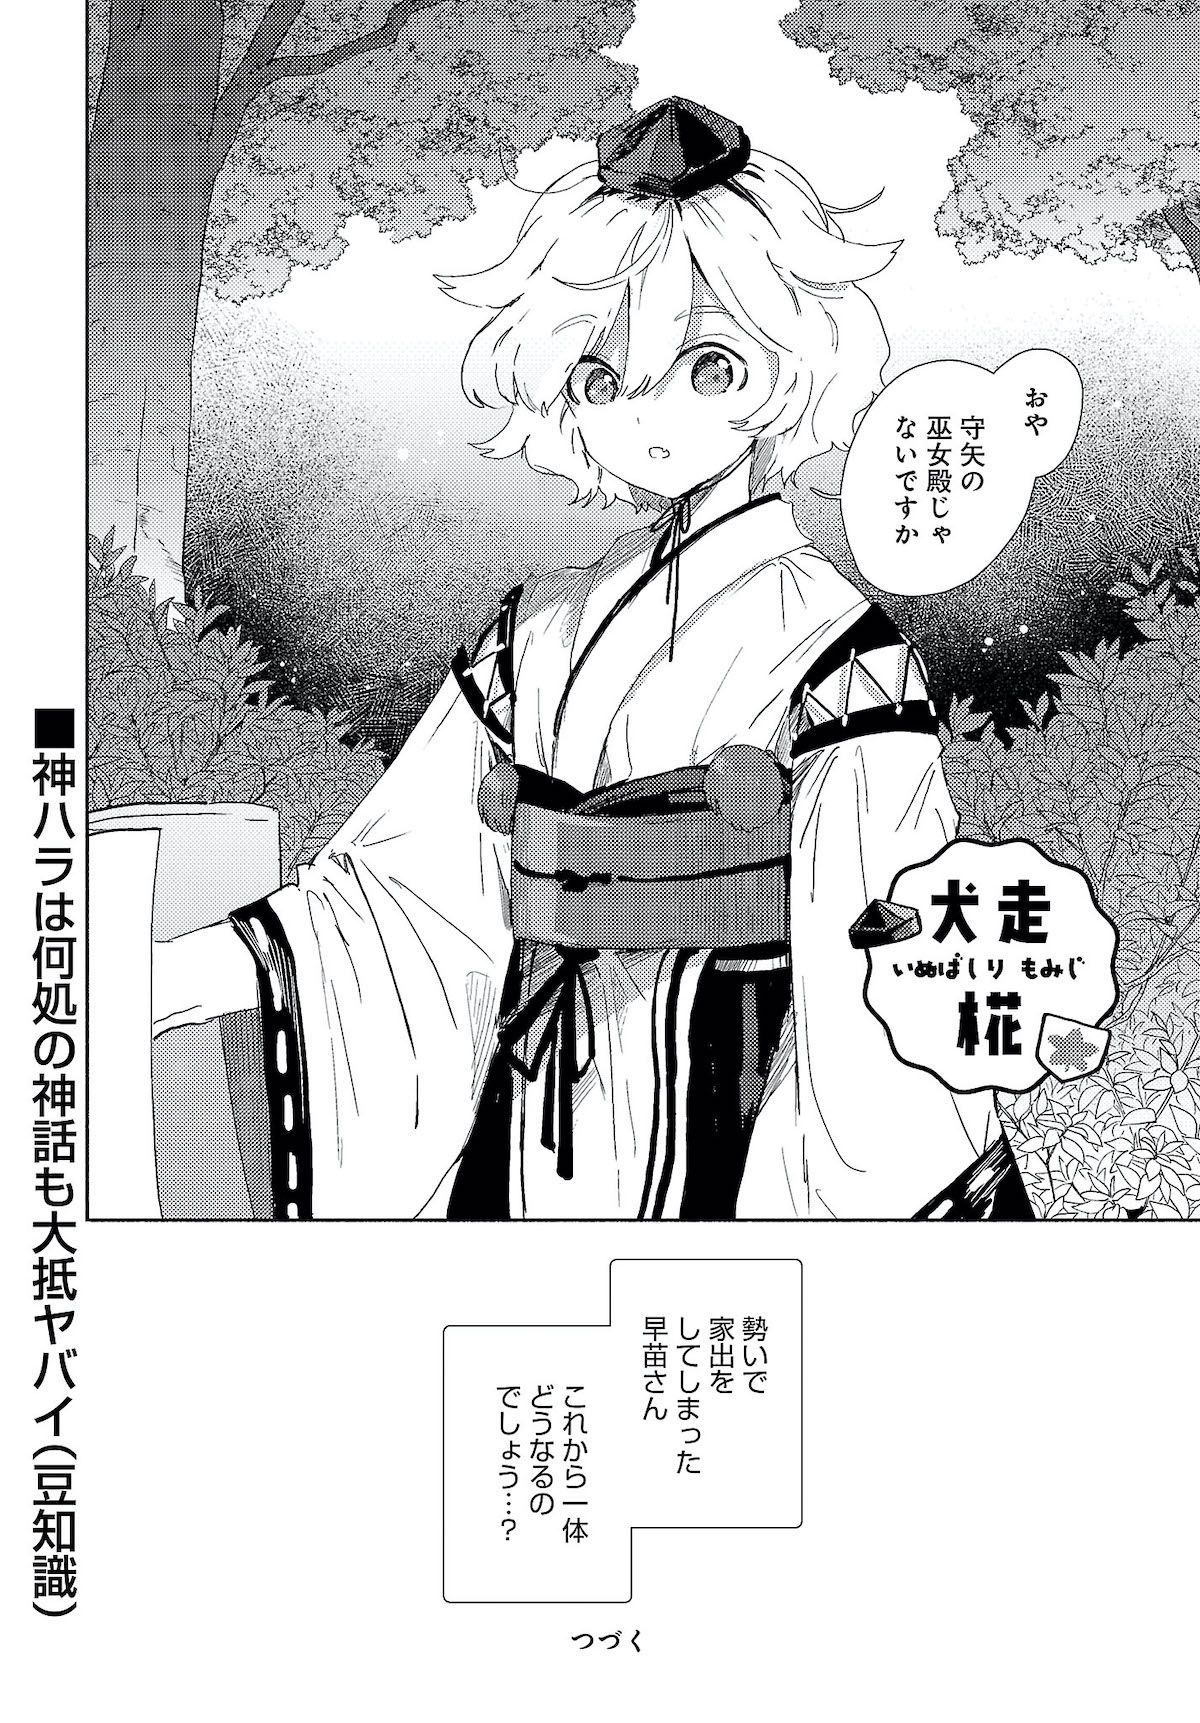 おや
守矢の
巫女殿じゃ
ないですか
犬走
いぬばしり もみじ
椛
勢いで
家出を
してしまった
早苗さん
これから一体
どうなるの
でしょう…？
つづく
■神ハラは何処の神話も大抵ヤバイ(豆知識)